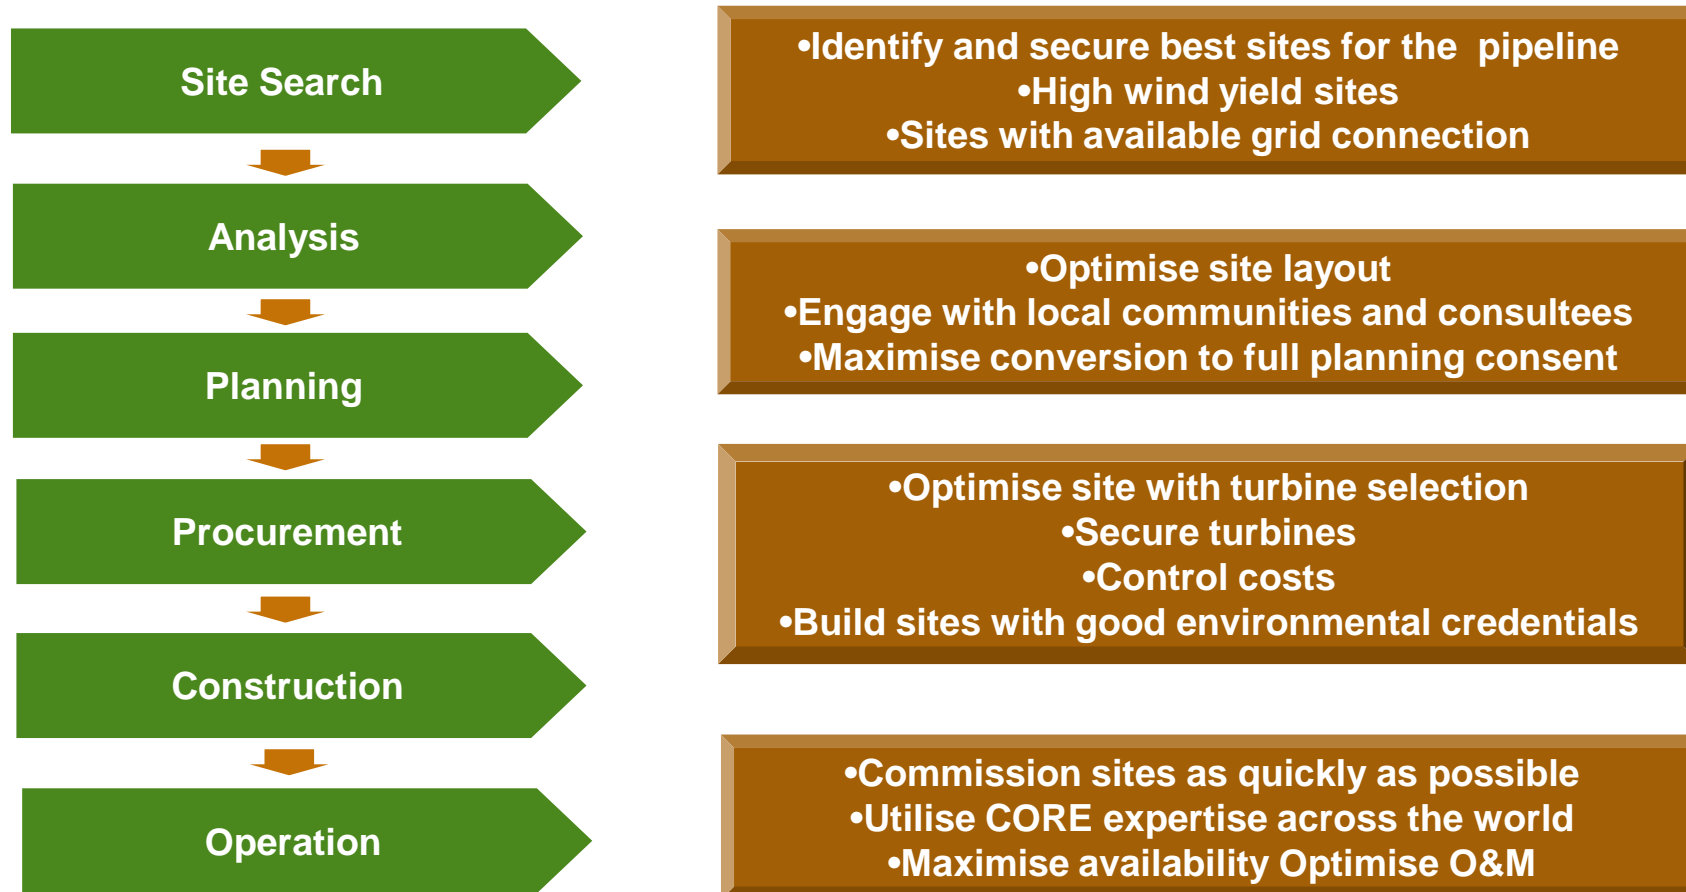 Site Search
•Identify and secure best sites for the  pipeline
•High wind yield sites
•Sites with available grid connection
Analysis
•Optimise site layout
•Engage with local communities and consultees
•Maximise conversion to full planning consent
Planning
Procurement
•Optimise site with turbine selection
•Secure turbines
•Control costs
•Build sites with good environmental credentials
Construction
Operation
•Commission sites as quickly as possible
•Utilise CORE expertise across the world
•Maximise availability Optimise O&M